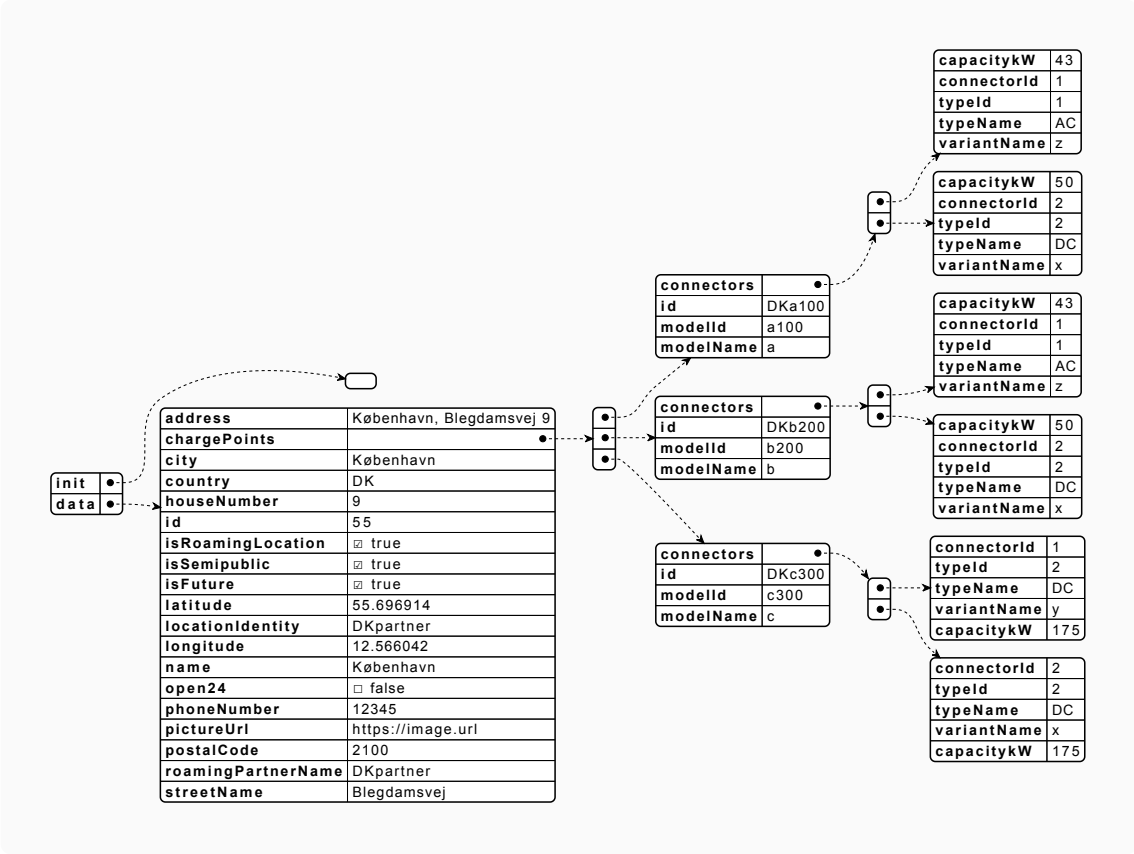 init
data
address København, Blegdamsvej 9
chargePoints
city København
country DK
houseNumber 9
id 55
isRoamingLocation ☑ true
isSemipublic ☑ true
isFuture ☑ true
latitude 55.696914
locationIdentity DKpartner
longitude 12.566042
name København
open24 ☐ false
phoneNumber 12345
pictureUrl https://image.url
postalCode 2100
roamingPartnerName DKpartner
streetName Blegdamsvej
connectors
id DKa100
modelId a100
modelName a
connectors
id DKb200
modelId b200
modelName b
connectors
id DKc300
modelId c300
modelName c
capacitykW 43
connectorId 1
typeId 1
typeName AC
variantName z
capacitykW 50
connectorId 2
typeId 2
typeName DC
variantName x
capacitykW 43
connectorId 1
typeId 1
typeName AC
variantName z
capacitykW 50
connectorId 2
typeId 2
typeName DC
variantName x
connectorId 1
typeId 2
typeName DC
variantName y
capacitykW 175
connectorId 2
typeId 2
typeName DC
variantName x
capacitykW 175